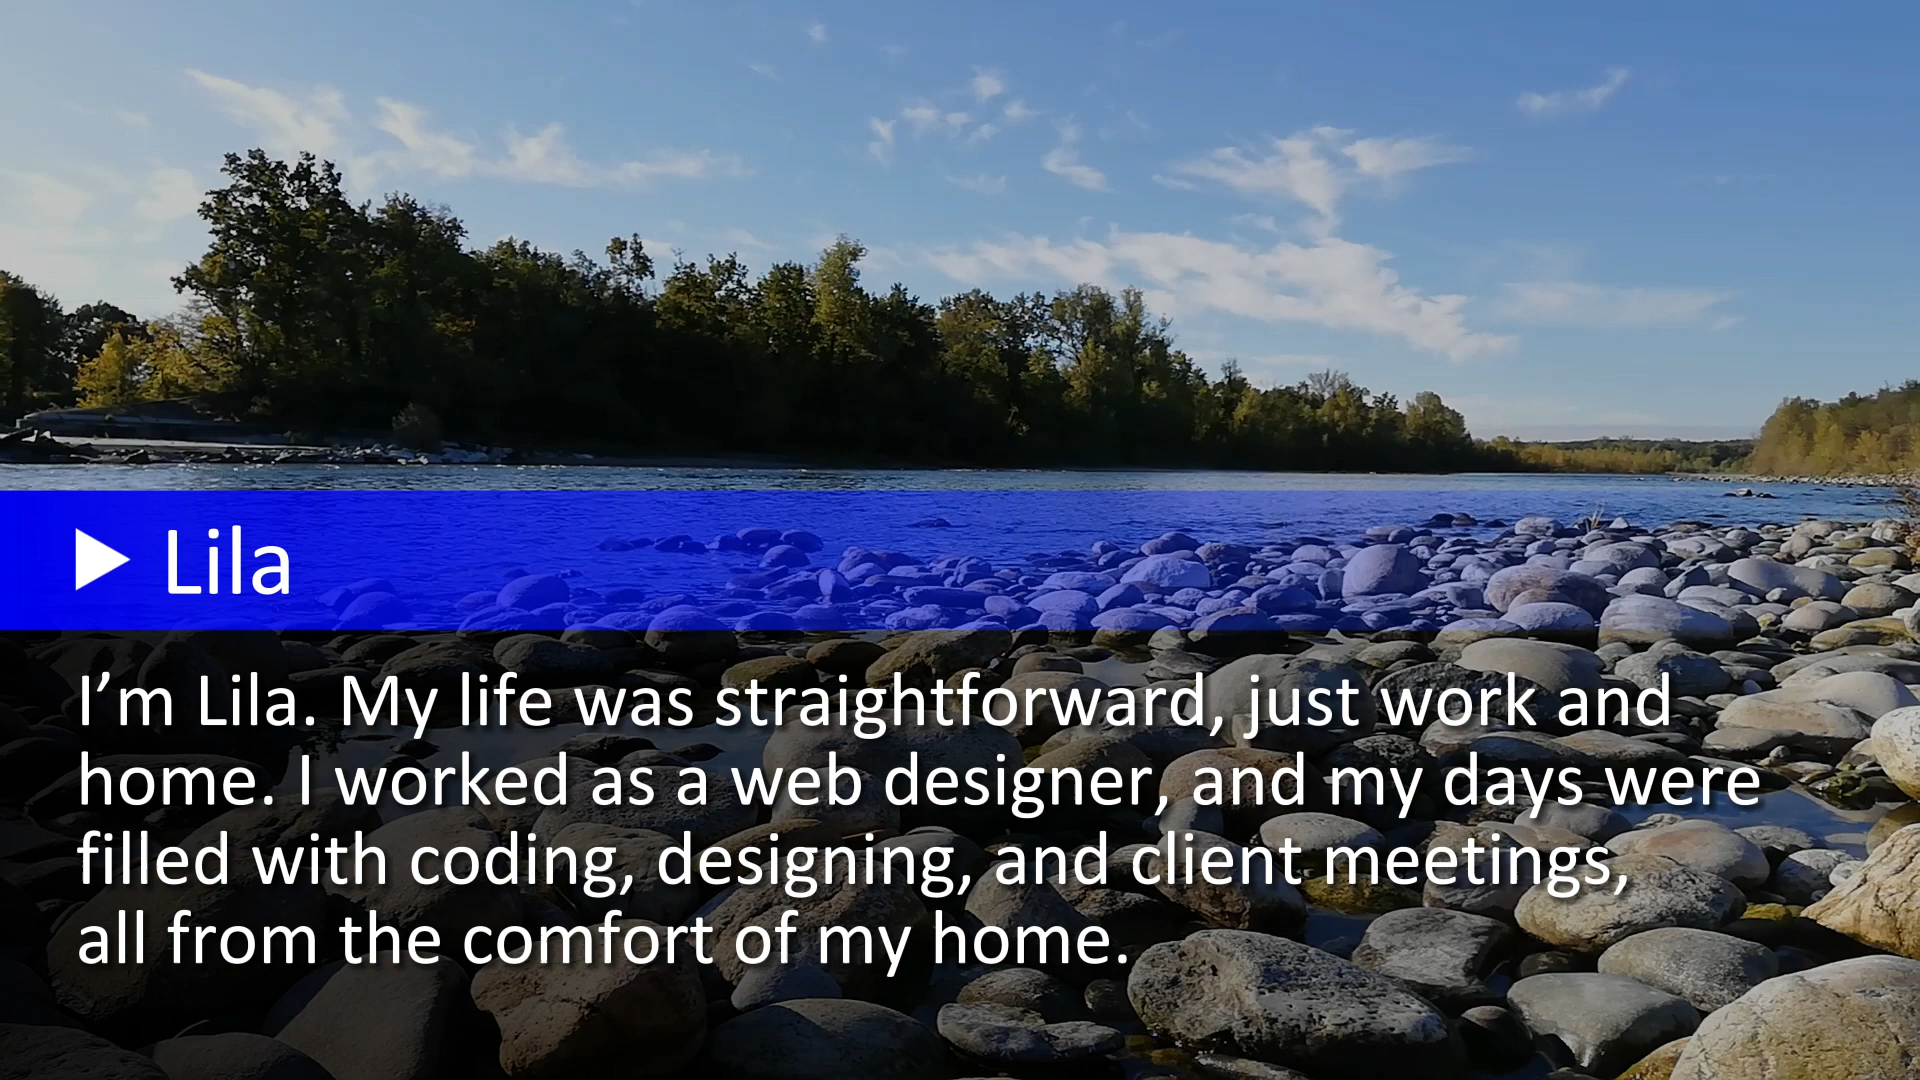 Lila
I’m Lila. My life was straightforward, just work and
home. I worked as a web designer, and my days were
filled with coding, designing, and client meetings,
all from the comfort of my home.